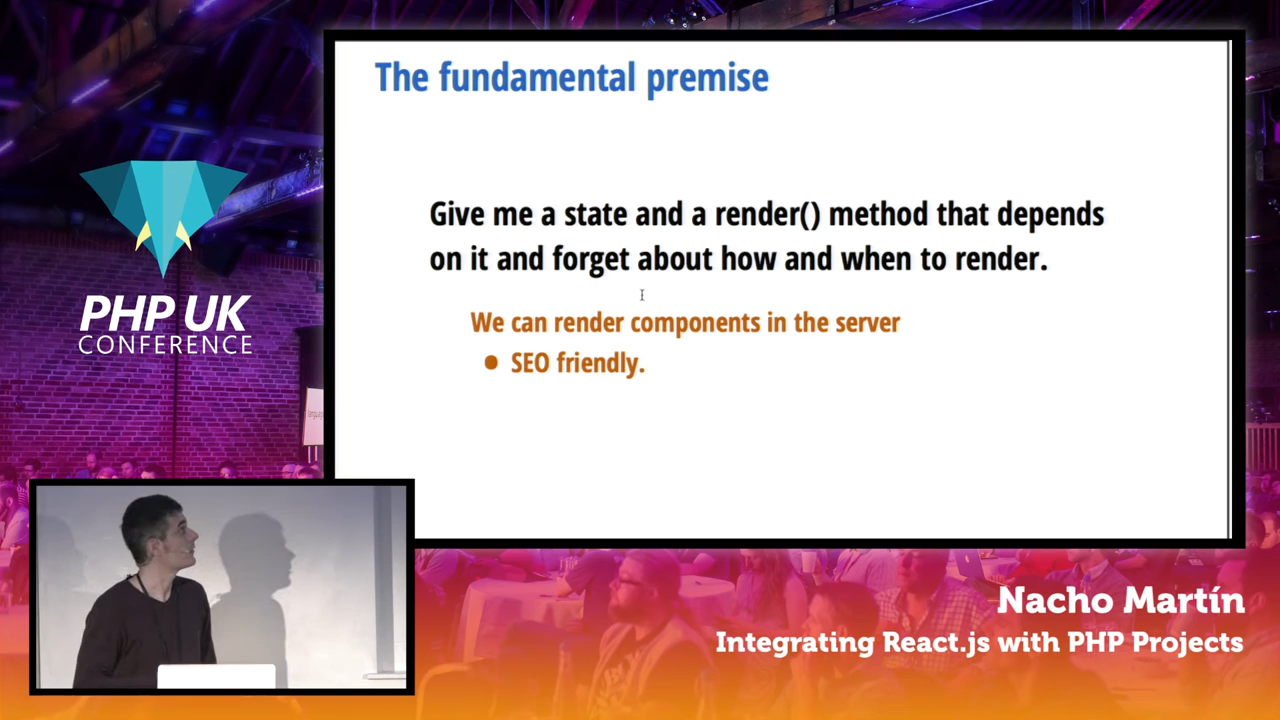 The fundamental premise
Give me a state and a render() method that depends
on it and forget about how and when to render.
We can render components in the server
• SEO friendly.
PHP UK
CONFERENCE
Nacho Martín
Integrating React.js with PHP Projects